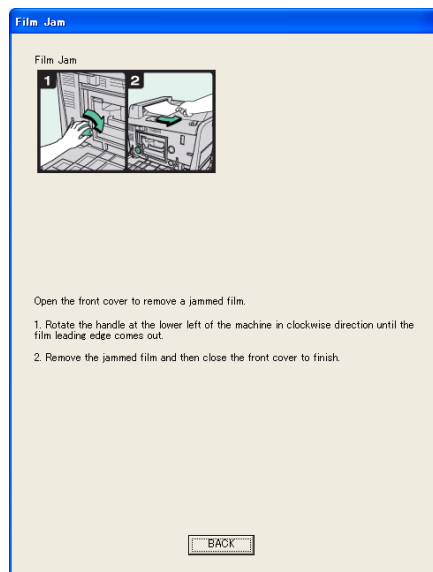 Film Jam
Film Jam
1 2
Open the front cover to remove a jammed film.
1. Rotate the handle at the lower left of the machine in clockwise direction until the
film leading edge comes out.
2. Remove the jammed film and then close the front cover to finish.
BACK